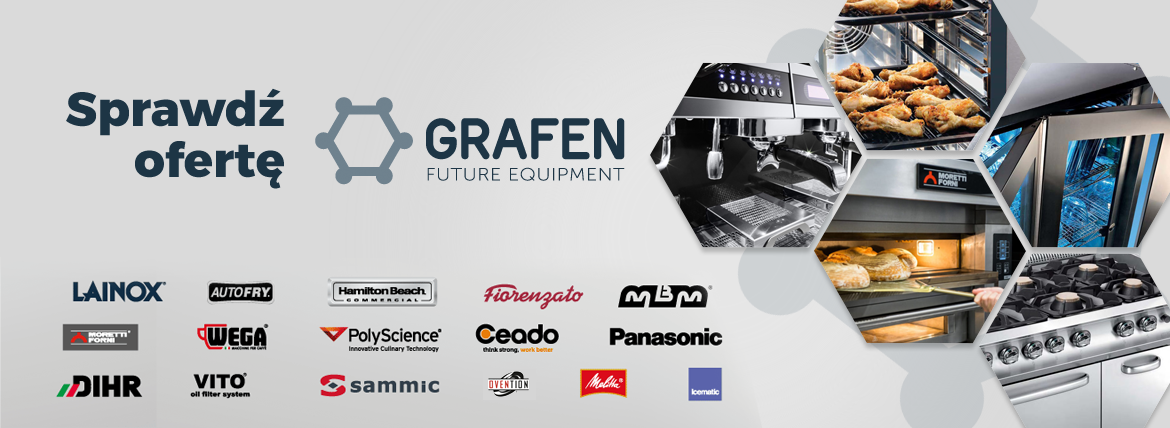 Sprawdź
ofertę
GRAFEN
FUTURE EQUIPMENT
MORETTI
FORNI
LAINOX
AUTOFRY
Hamilton Beach
COMMERCIAL
Fiorenzato
MBM
MORETTI
FORNI
WEGA
PolyScience
Innovative Culinary Technology
Ceado
think strong, work better
Panasonic
DIHR
VITO
oil filter system
sammic
OVENTION
Melitta
Icematic